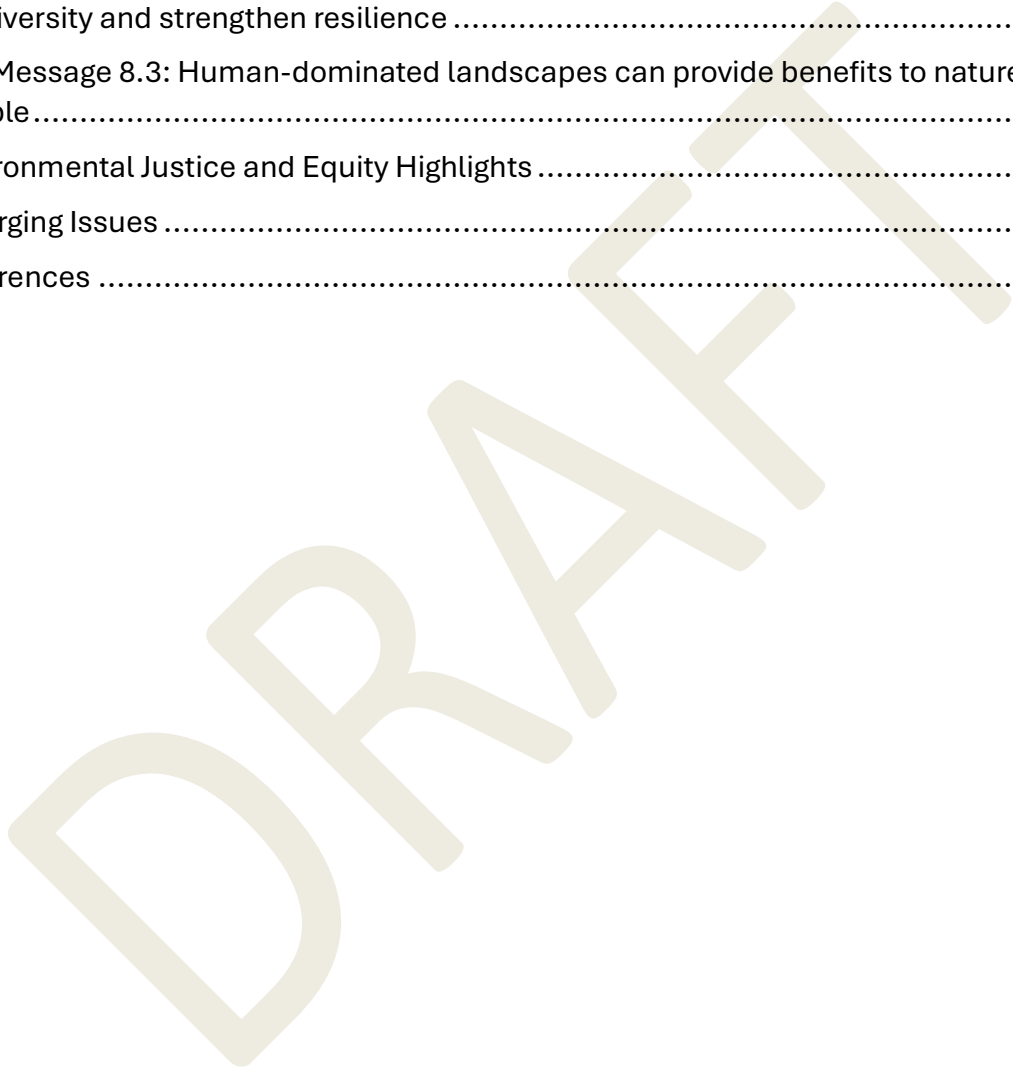 iversity and strengthen resilience ................................................................
Message 8.3: Human-dominated landscapes can provide benefits to nature
ple .........................................................................................................
ronmental Justice and Equity Highlights ......................................................
rging Issues ...........................................................................................
rences ..................................................................................................
DRAFT